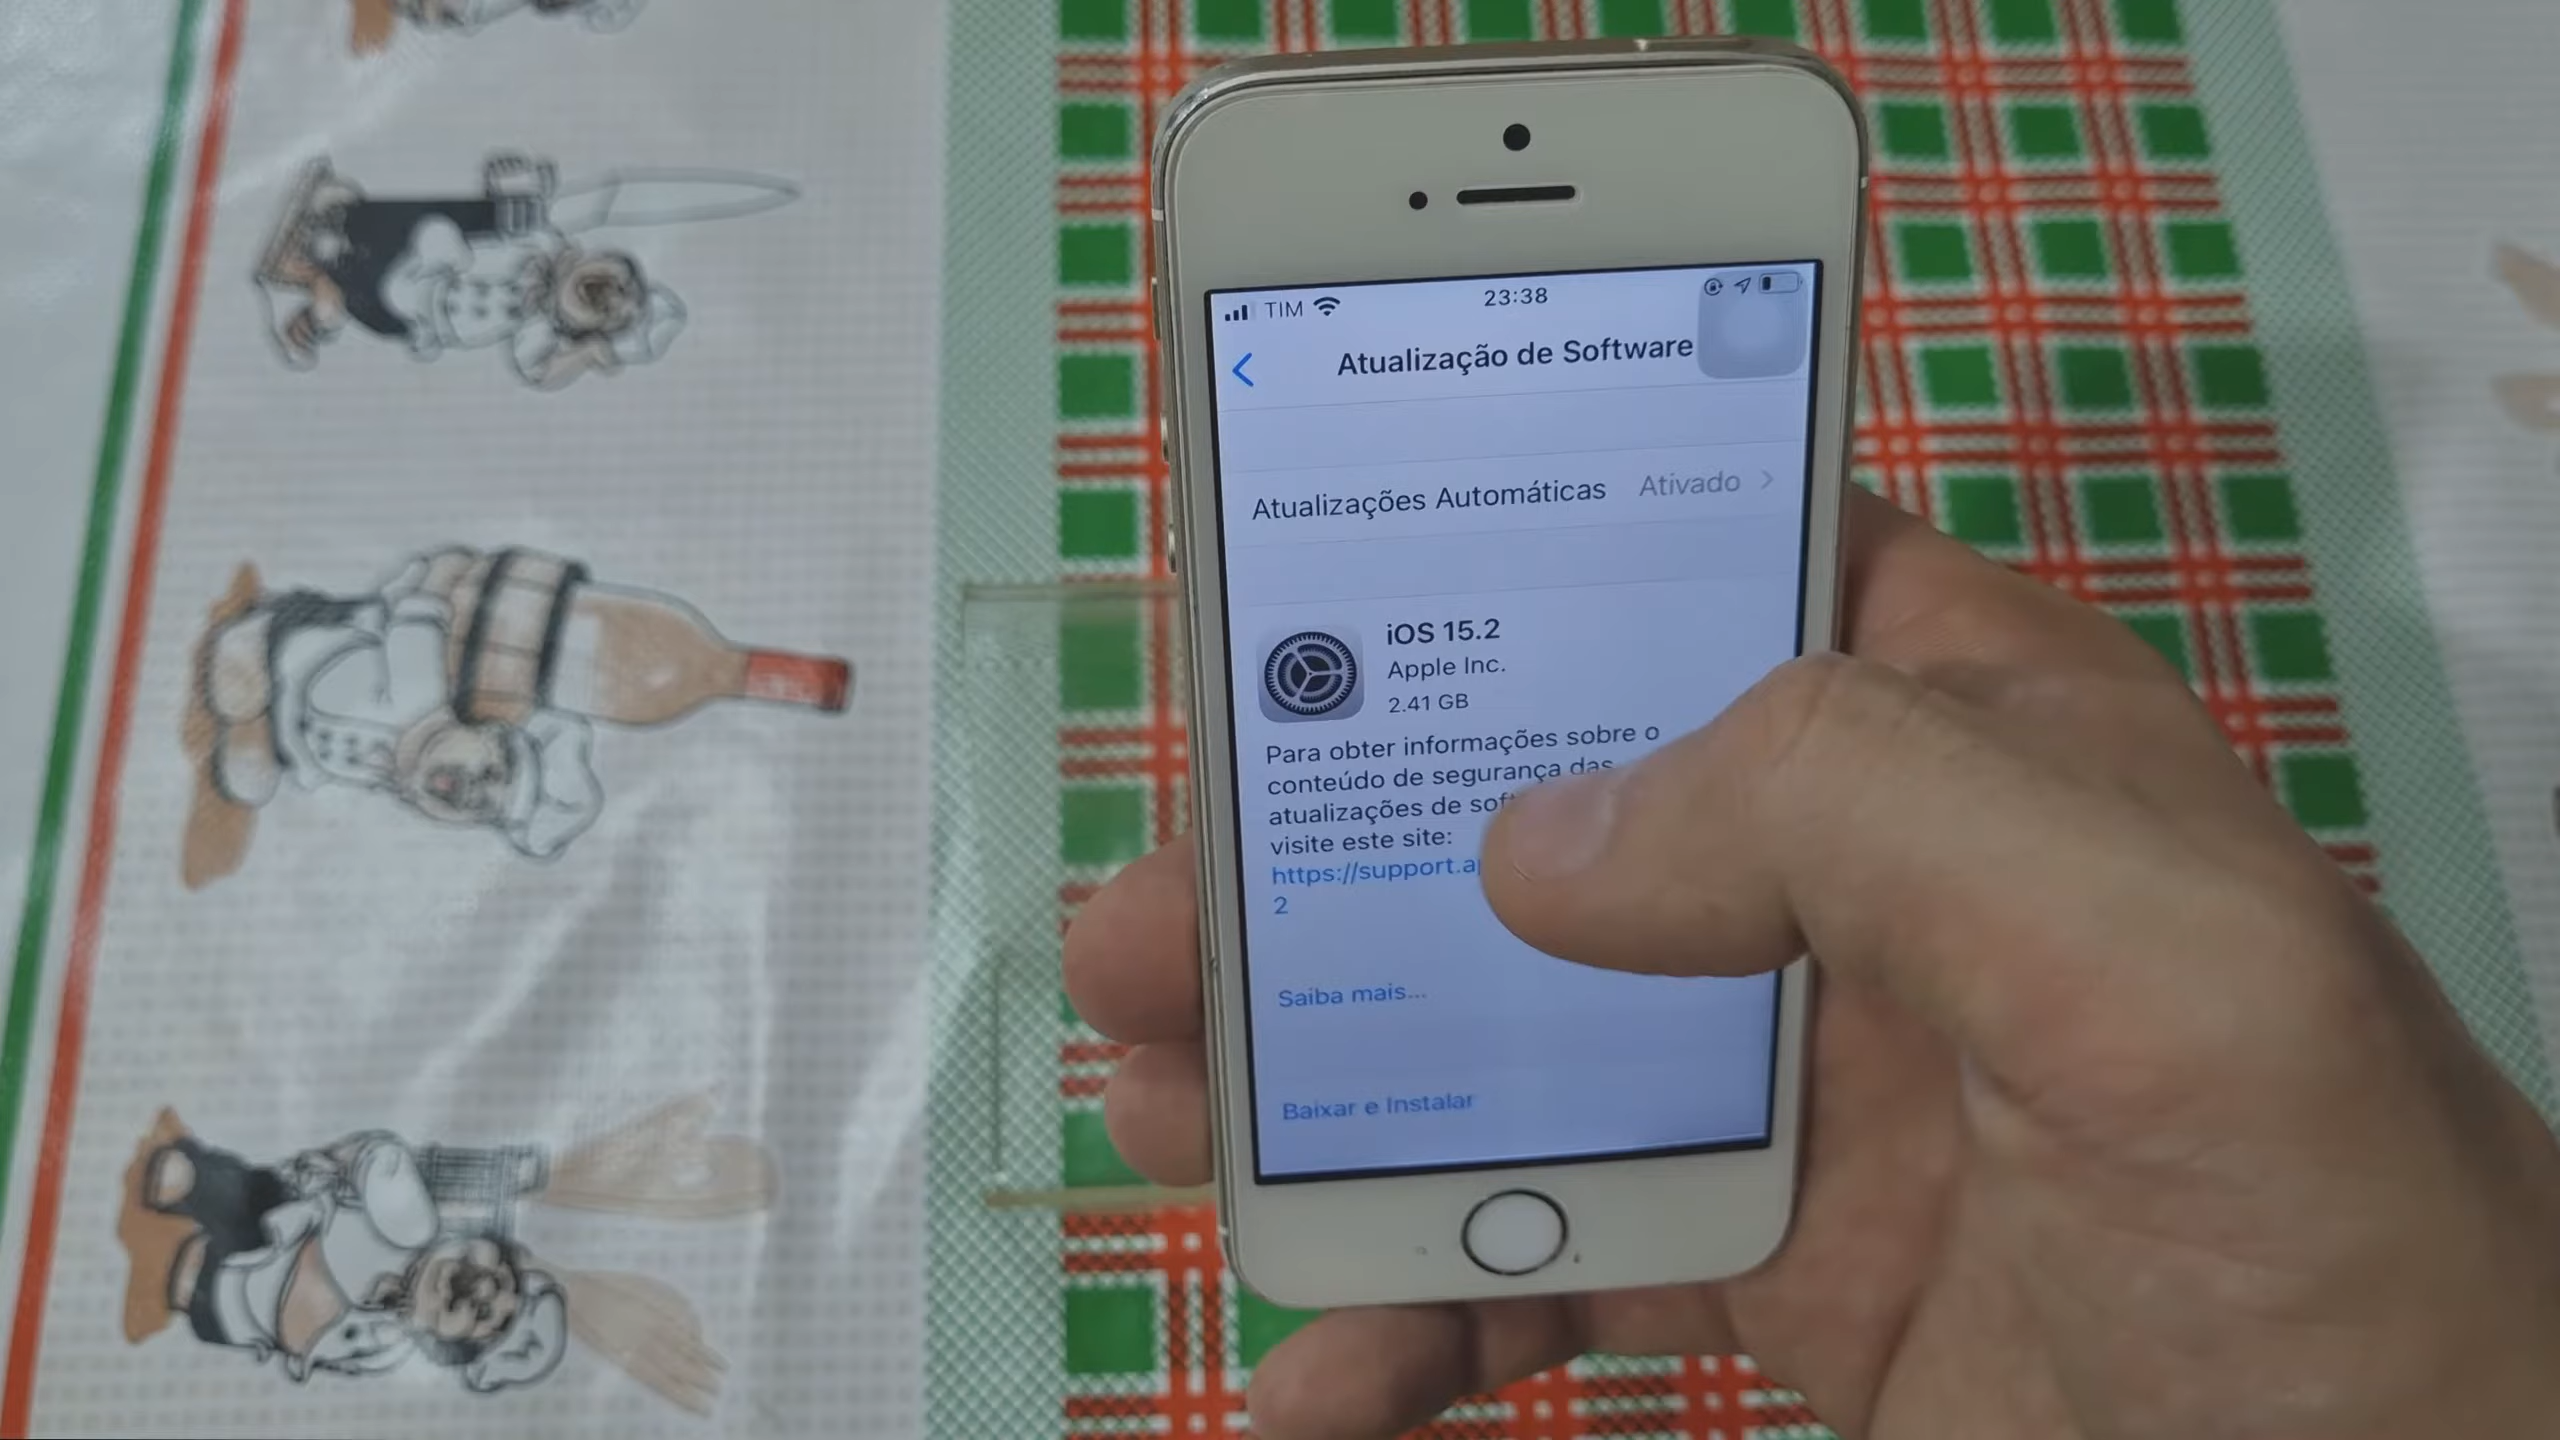 TIM
23:38
Atualização de Software
Atualizações Automáticas Ativado
iOS 15.2
Apple Inc.
2.41 GB
Para obter informações sobre o
conteúdo de segurança das
atualizações de
visite este site:
https://support.
2
Saiba mais...
Baixar e Instalar